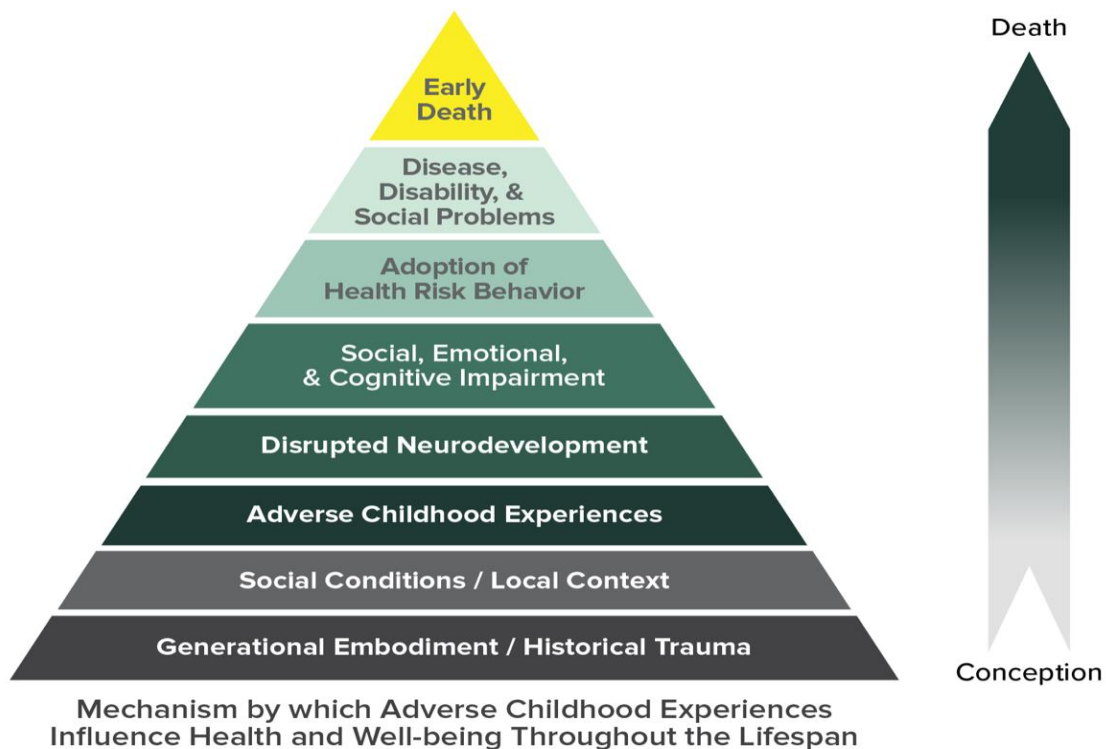 Death
Early
Death
Disease,
Disability, &
Social Problems
Adoption of
Health Risk Behavior
Social, Emotional,
& Cognitive Impairment
Disrupted Neurodevelopment
Adverse Childhood Experiences
Social Conditions / Local Context
Generational Embodiment / Historical Trauma
Conception
Mechanism by which Adverse Childhood Experiences
Influence Health and Well-being Throughout the Lifespan